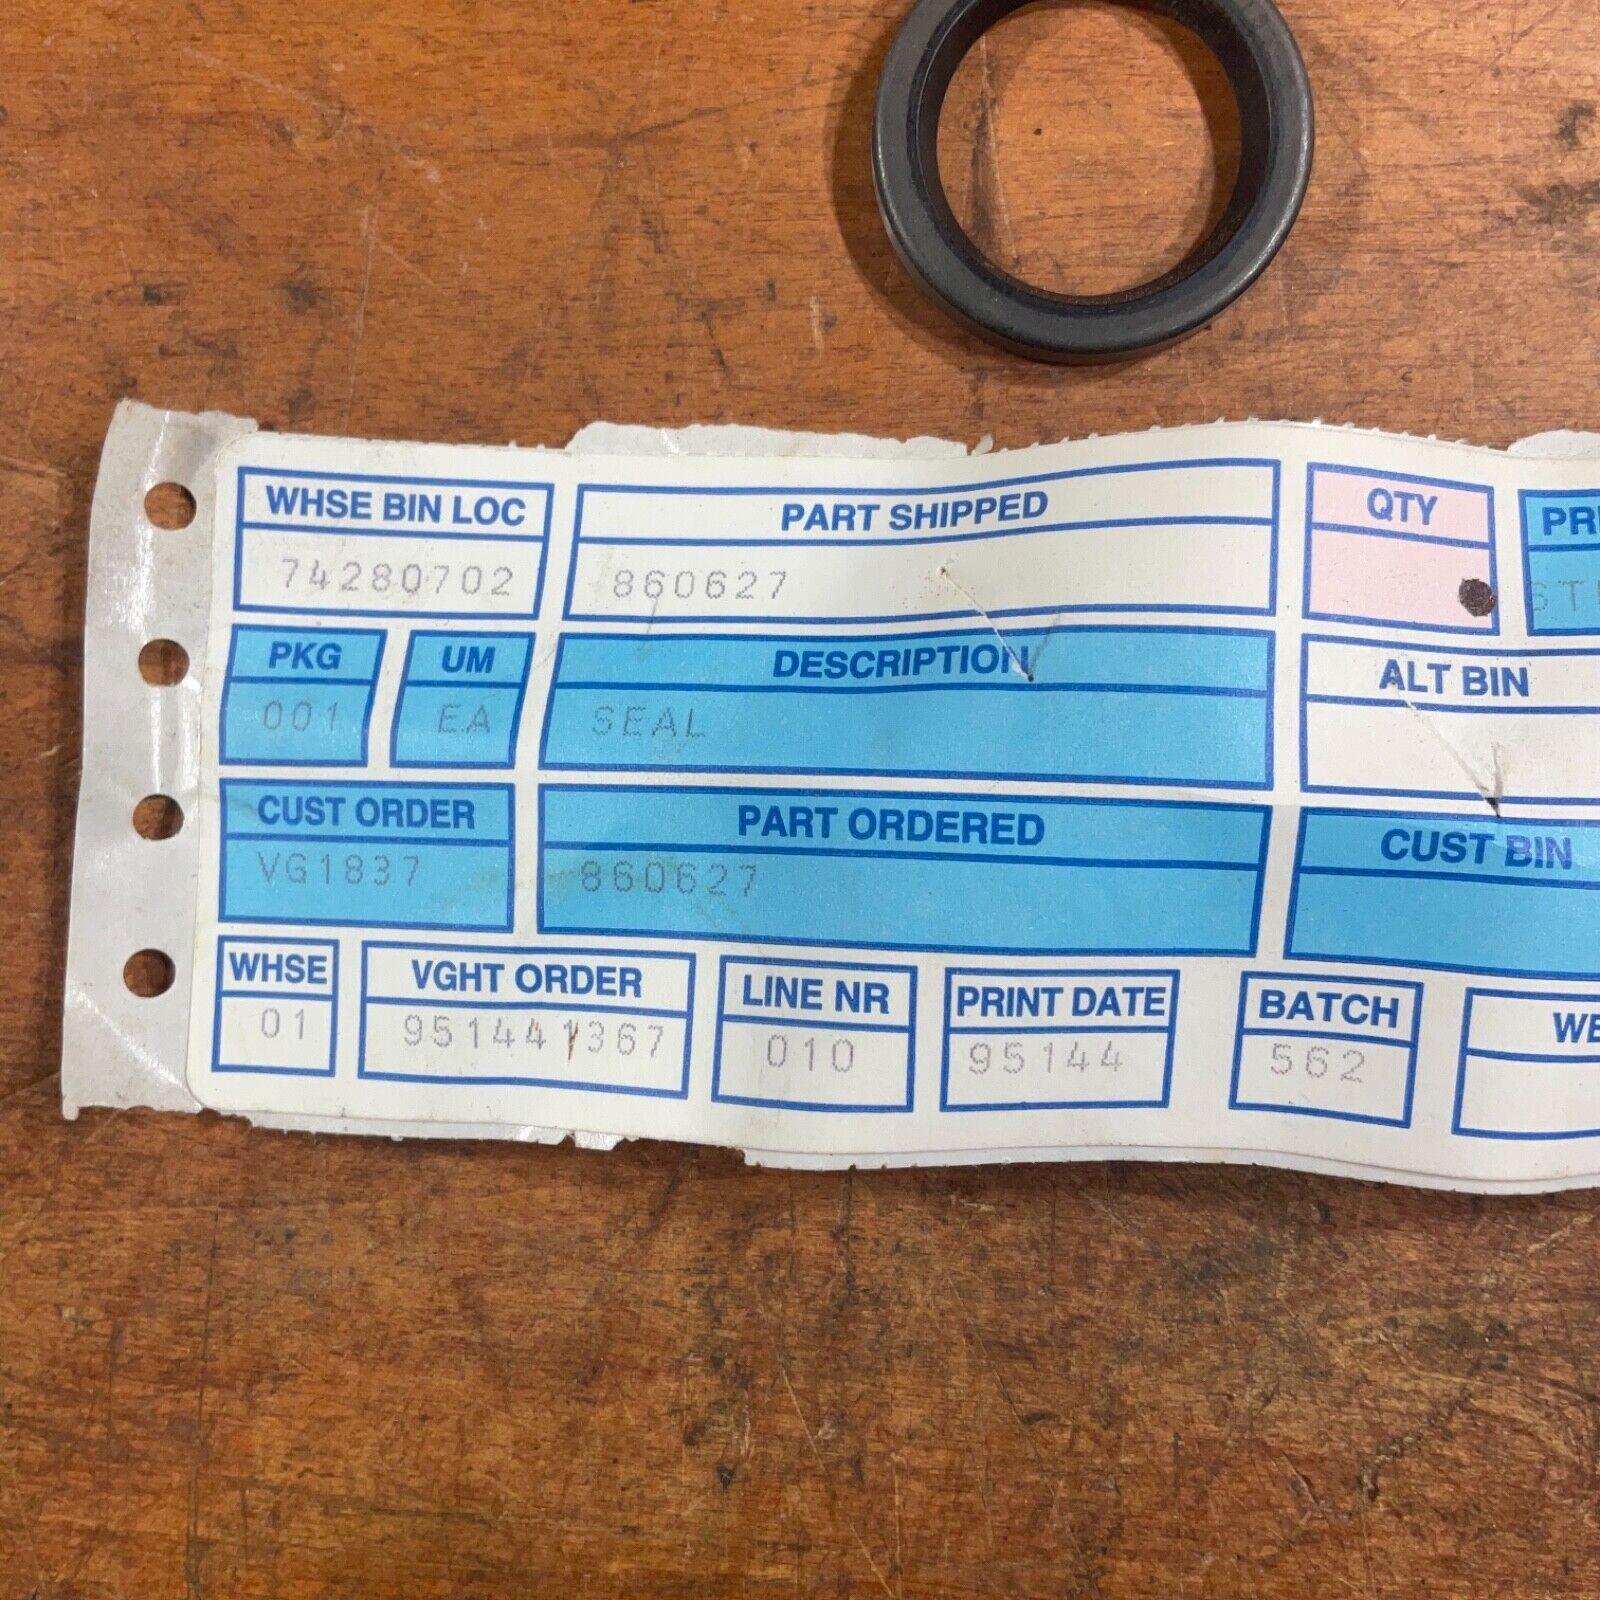 WHSE BIN LOC PART SHIPPED QTY
74280702 860627
PKG UM DESCRIPTION ALT BIN
001 EA SEAL
CUST ORDER PART ORDERED CUST BIN
VG1837 860627
WHSE VGHT ORDER LINE NR PRINT DATE BATCH
01 951441367 010 95144 562